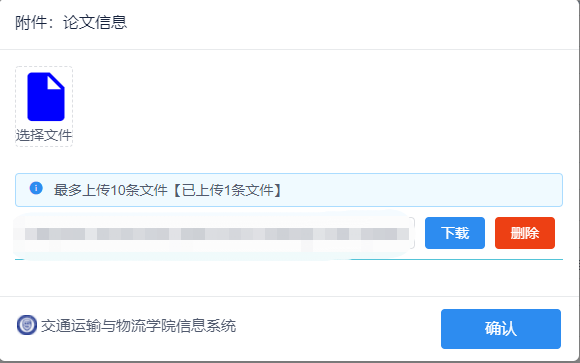 附件：论文信息
选择文件
最多上传10条文件【已上传1条文件】
下载
删除
交通运输与物流学院信息系统
确认